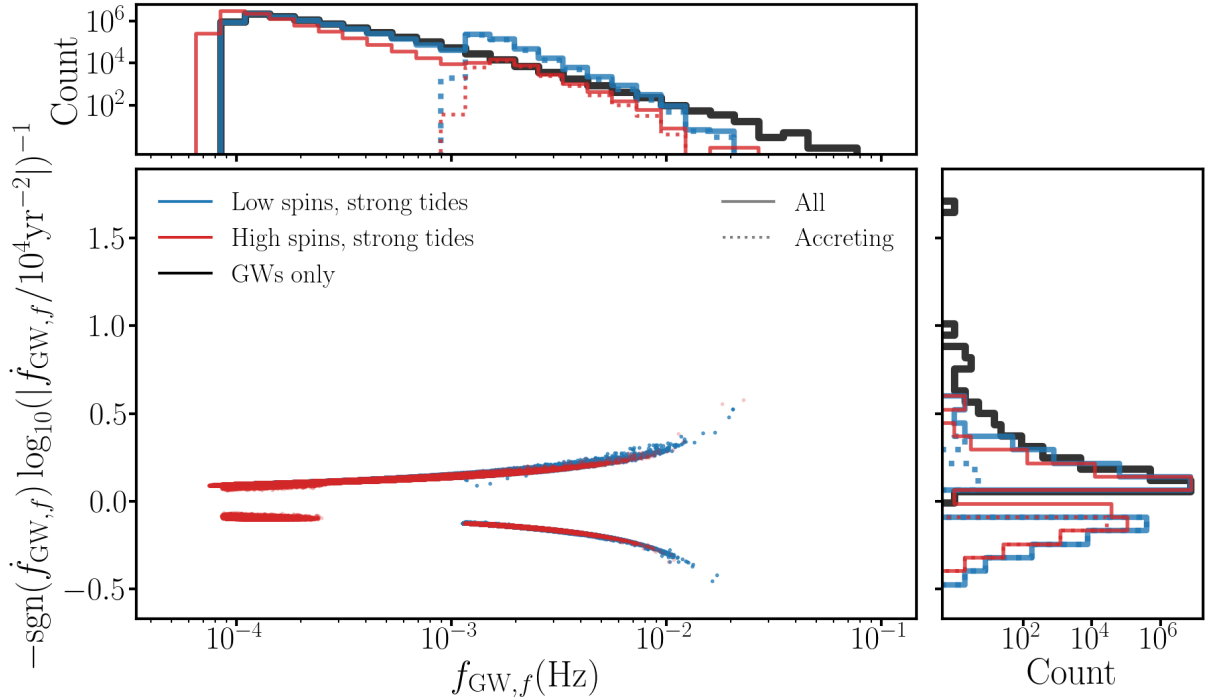 10^6
10^4
10^2
Count
Low spins, strong tides
High spins, strong tides
GWs only
All
Accreting
−sgn(ḟ_GW,f) log_10(|ḟ_GW,f/10^4yr^−2|)^−1
1.5
1.0
0.5
0.0
−0.5
10^−4 10^−3 10^−2 10^−1
f_GW,f(Hz)
10^2 10^4 10^6
Count